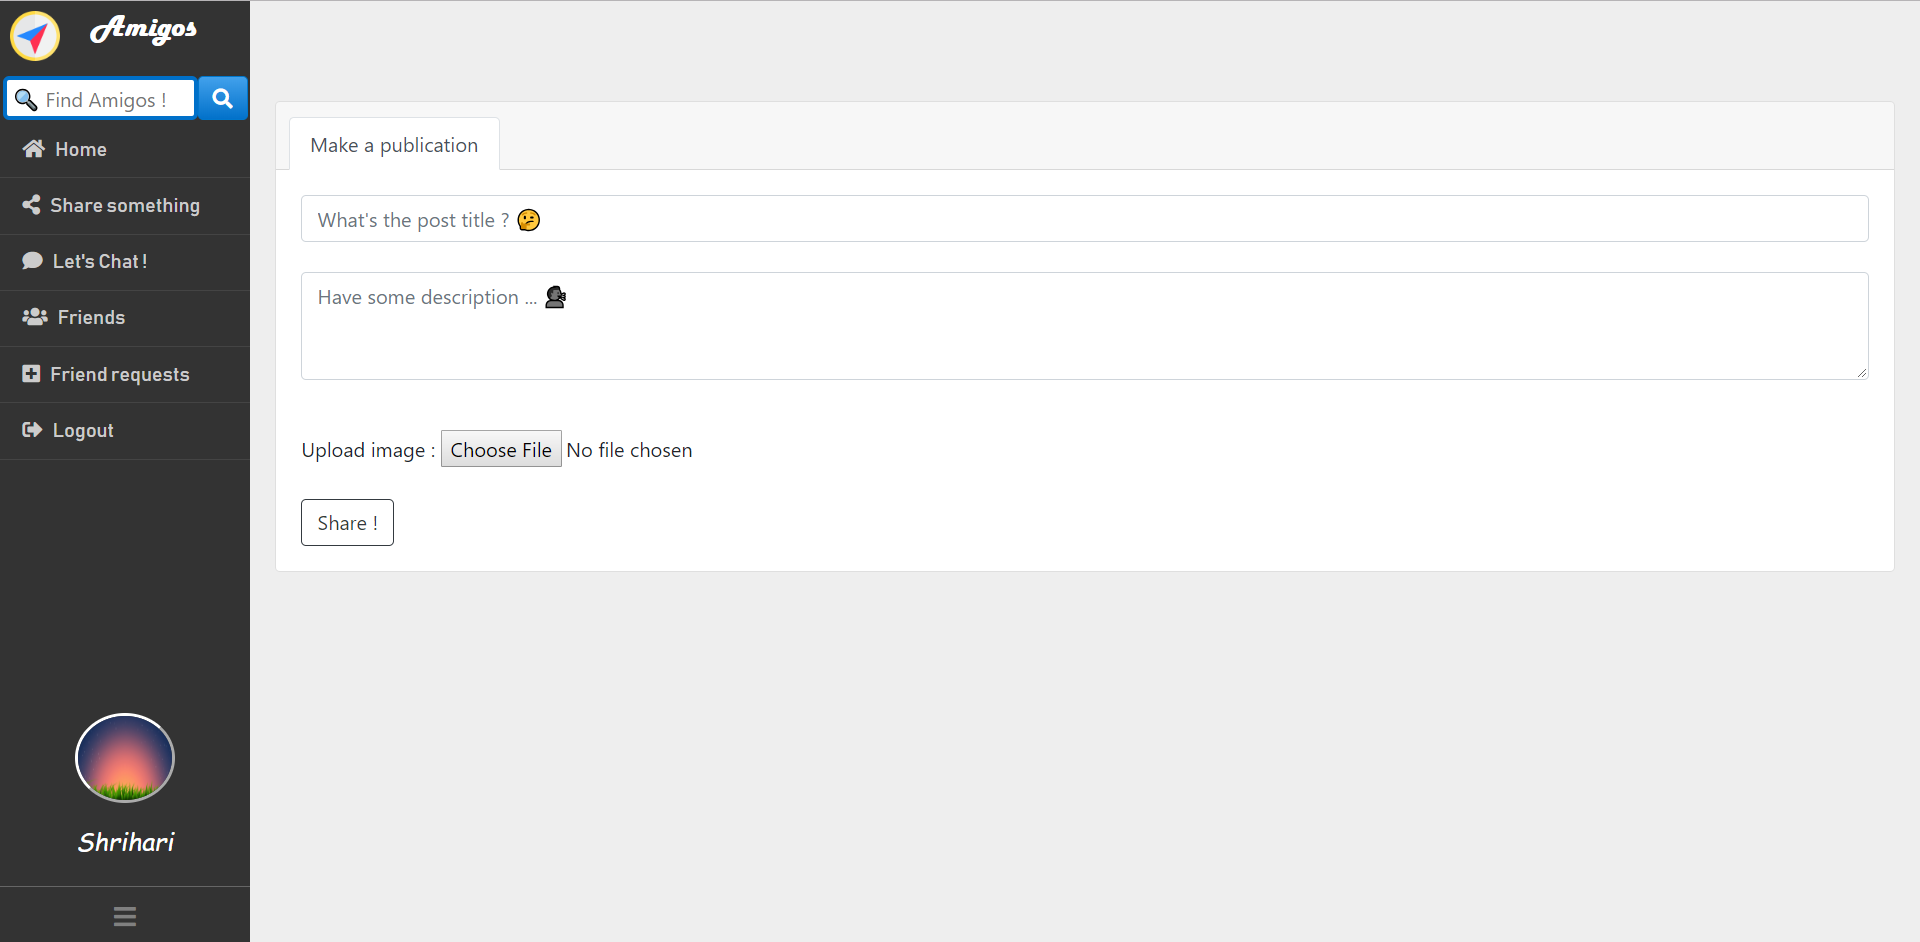 Amigos
🔍 Find Amigos !
Home
Share something
Let's Chat !
Friends
Friend requests
Logout
Shrihari
Make a publication
What's the post title ? 🤔
Have some description ... 🗣
Upload image : Choose File No file chosen
Share !